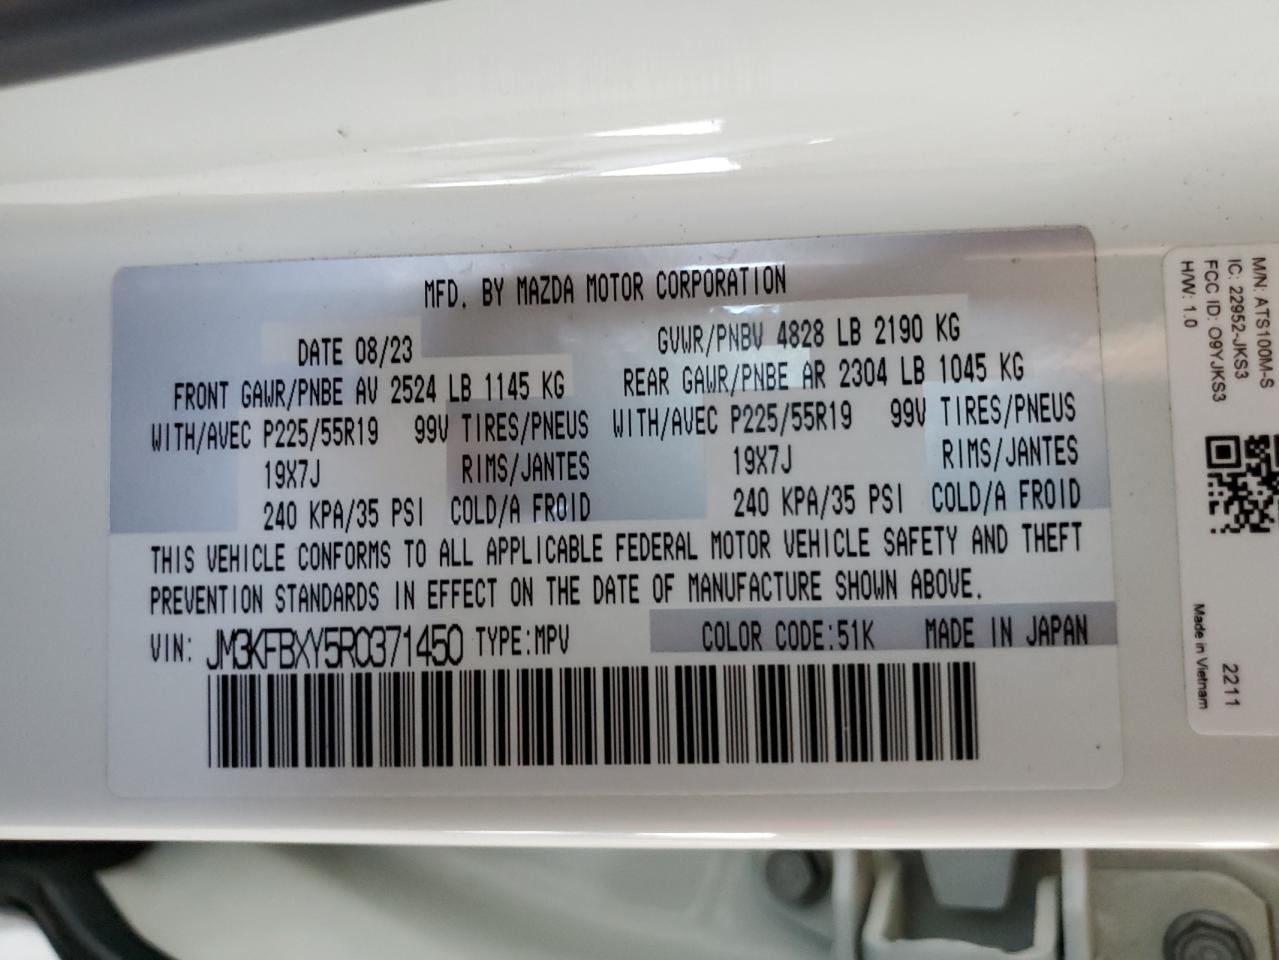 MFD. BY MAZDA MOTOR CORPORATION
DATE 08/23 GVWR/PNBV 4828 LB 2190 KG
FRONT GAWR/PNBE AV 2524 LB 1145 KG REAR GAWR/PNBE AR 2304 LB 1045 KG
WITH/AVEC P225/55R19 99V TIRES/PNEUS WITH/AVEC P225/55R19 99V TIRES/PNEUS
19X7J RIMS/JANTES 19X7J RIMS/JANTES
240 KPA/35 PSI COLD/A FROID 240 KPA/35 PSI COLD/A FROID
THIS VEHICLE CONFORMS TO ALL APPLICABLE FEDERAL MOTOR VEHICLE SAFETY AND THEFT
PREVENTION STANDARDS IN EFFECT ON THE DATE OF MANUFACTURE SHOWN ABOVE.
VIN: JM3KFBXY5R0371450 TYPE:MPV COLOR CODE:51K MADE IN JAPAN
M/N: ATS100M-S
IC: 22952-JKS3
FCC ID: O9YJKS3
H/W: 1.0
2211
Made in Vietnam